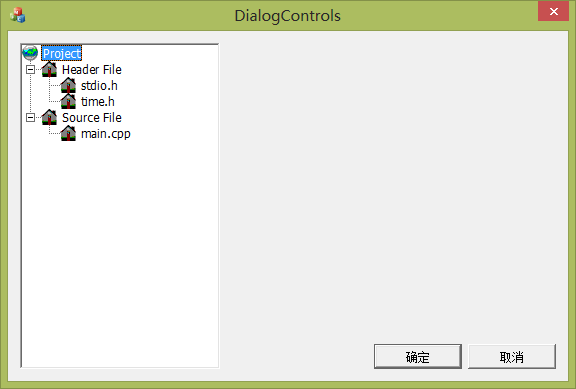 DialogControls
Project
Header File
stdio.h
time.h
Source File
main.cpp
确定 取消